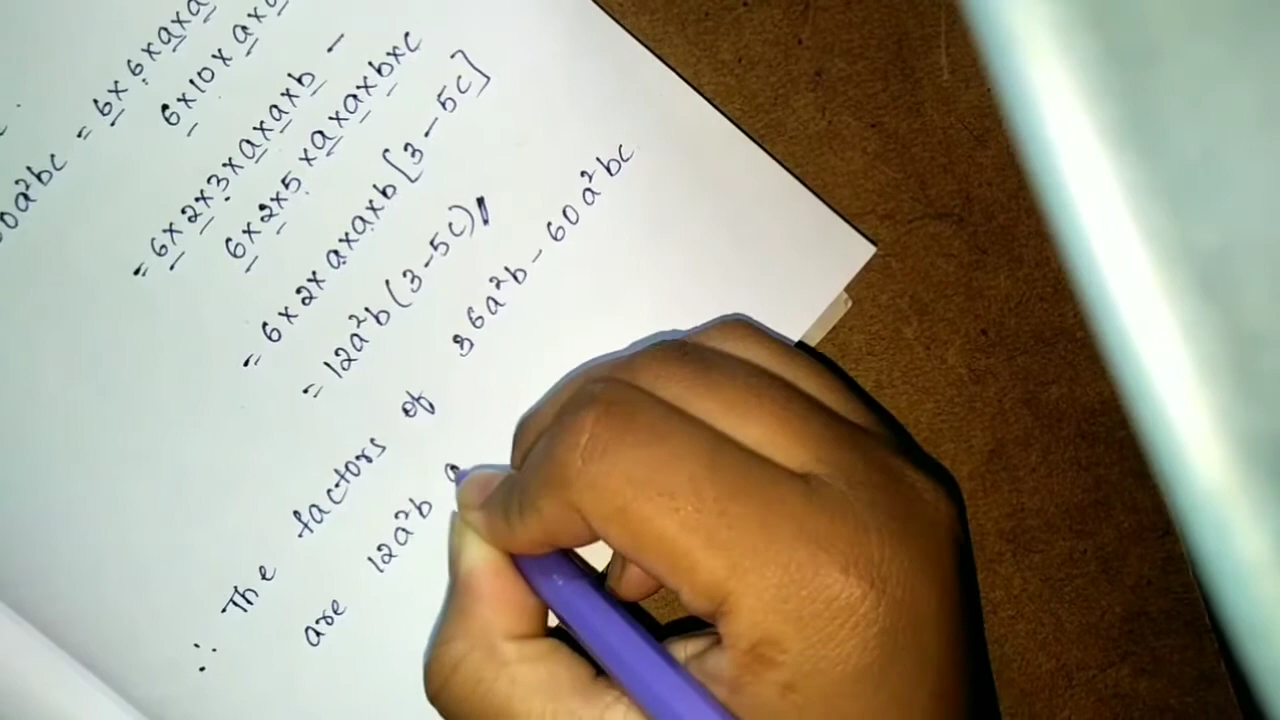 0a²bc = 6×6×a×a
6×10×a×a
= 6×2×3×a×a×b −
6×2×5×a×a×b×c
= 6×2×a×a×b[3−5c]
= 12a²b(3−5c)
∴ The factors of 36a²b−60a²bc
are 12a²b